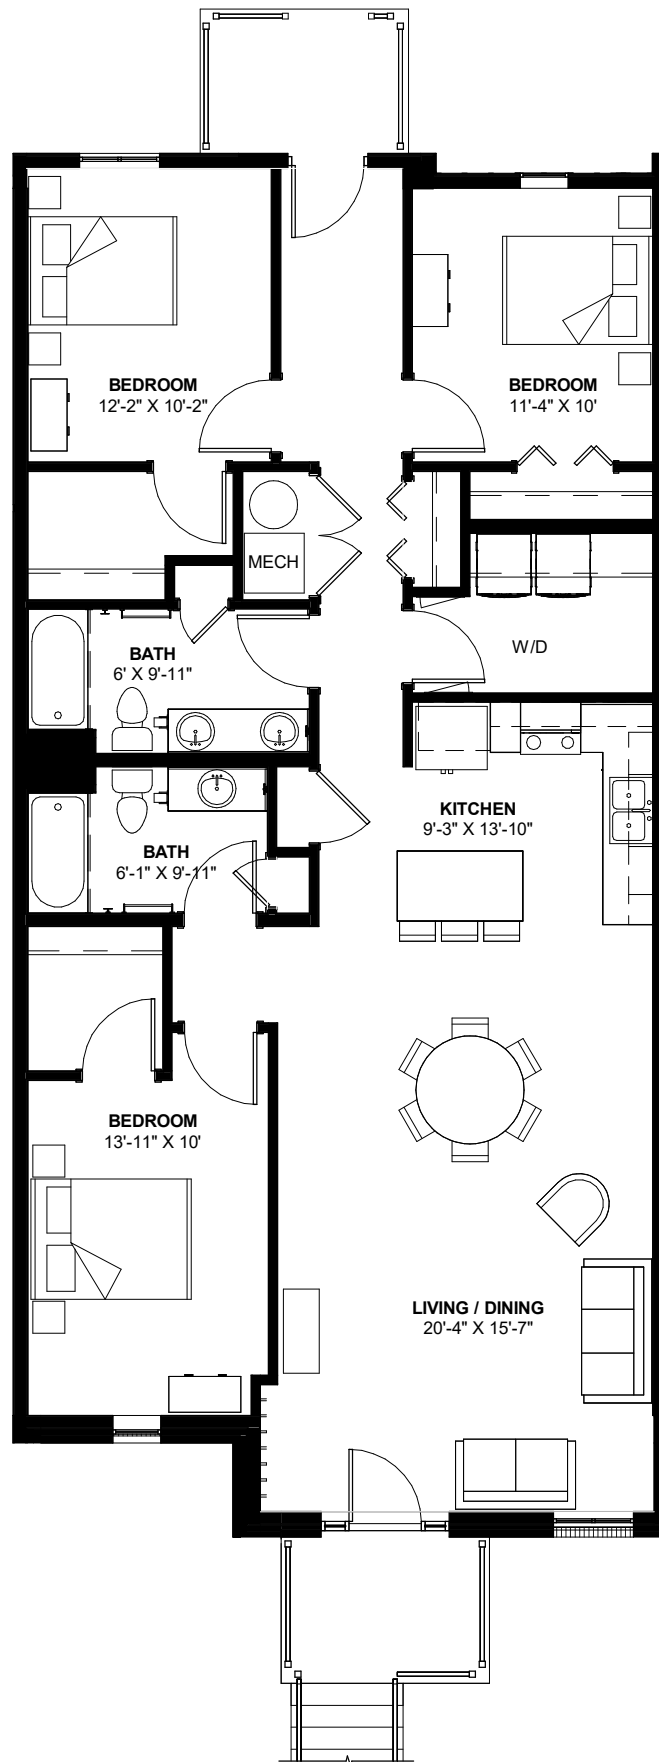 BEDROOM
12'-2" X 10'-2"
BEDROOM
11'-4" X 10'
MECH
W/D
BATH
6' X 9'-11"
KITCHEN
9'-3" X 13'-10"
BATH
6'-1" X 9'-11"
BEDROOM
13'-11" X 10'
LIVING / DINING
20'-4" X 15'-7"